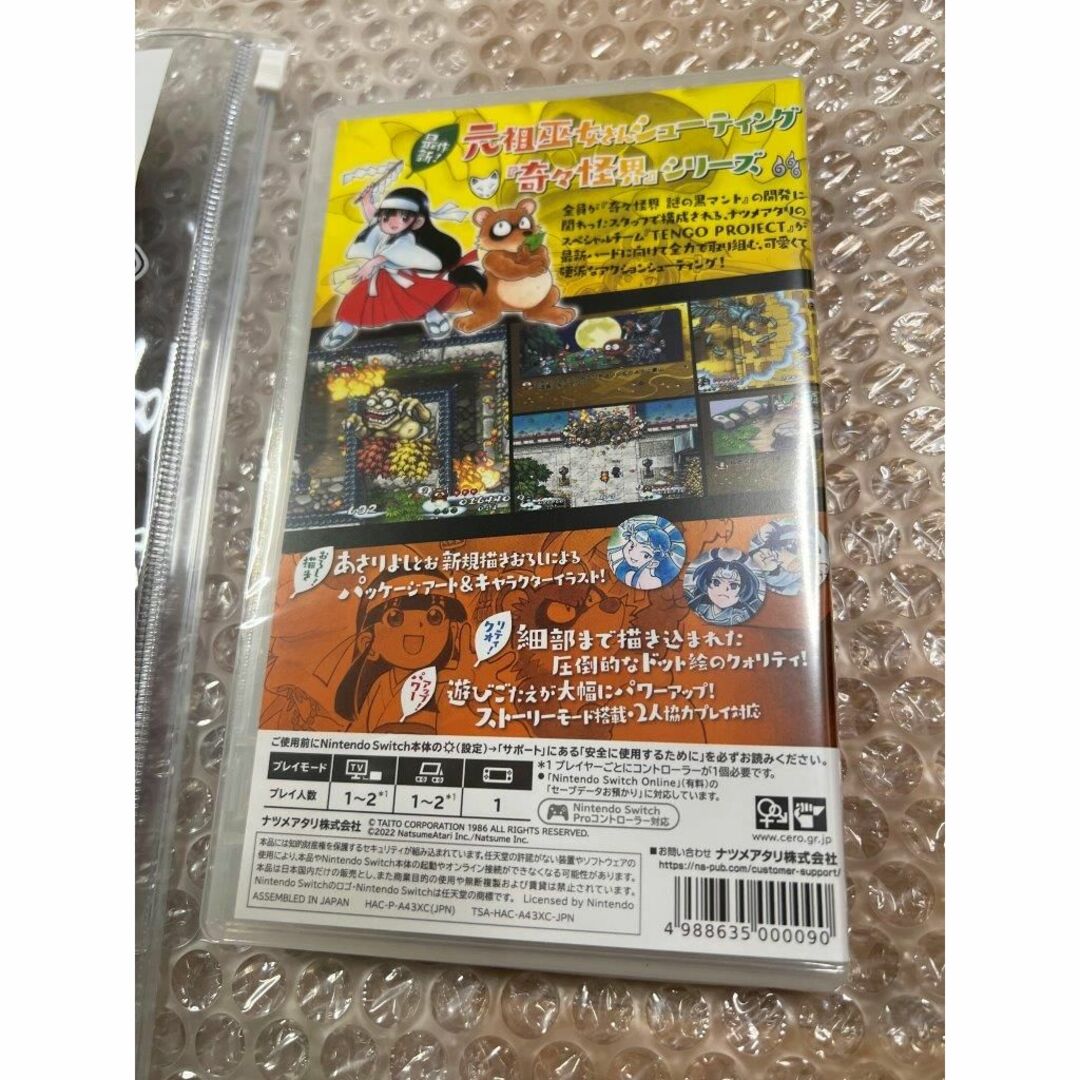 最新作!
元祖巫女さんシューティング
『奇々怪界』シリーズ
全員が『奇々怪界 謎の黒マント』の開発に
関わったスタッフで構成される、ナツメアタリの
スペシャルチーム『TENGO PROJECT』が
最新ハードに向けて全力で取り組む、可愛くて
硬派なアクションシューティング!
描きおろし!
あさりよしとお 新規描きおろしによる
パッケージアート&キャラクターイラスト!
クオリティ!
細部まで描き込まれた
圧倒的なドット絵のクオリティ!
パワーアップ!
遊びごたえが大幅にパワーアップ!
ストーリーモード搭載・2人協力プレイ対応
ご使用前にNintendo Switch本体の(設定)→「サポート」にある「安全に使用するために」を必ずお読みください。
プレイモード TV
プレイ人数 1~2*1 1~2*1 1
*1 プレイヤーごとにコントローラーが1個必要です。
●「Nintendo Switch Online」(有料)の
「セーブデータお預かり」に対応しています。
Nintendo Switch
Proコントローラー対応
www.cero.gr.jp
ナツメアタリ株式会社
© TAITO CORPORATION 1986 ALL RIGHTS RESERVED.
©2022 NatsumeAtari Inc./Natsume Inc.
本品には知的財産権を保護するセキュリティが組み込まれています。任天堂の許諾がない装置やソフトウェアの
使用により、本品やNintendo Switch本体の起動やオンライン接続ができなくなる可能性があります。
本品は日本国内だけの販売とし、また商業目的の使用や無断複製および賃貸は禁止されています。
Nintendo Switchのロゴ・Nintendo Switchは任天堂の商標です。 Licensed by Nintendo
ASSEMBLED IN JAPAN HAC-P-A43XC(JPN) TSA-HAC-A43XC-JPN
■お問い合わせ ナツメアタリ株式会社
https://na-pub.com/customer-support/
4 988635 000090